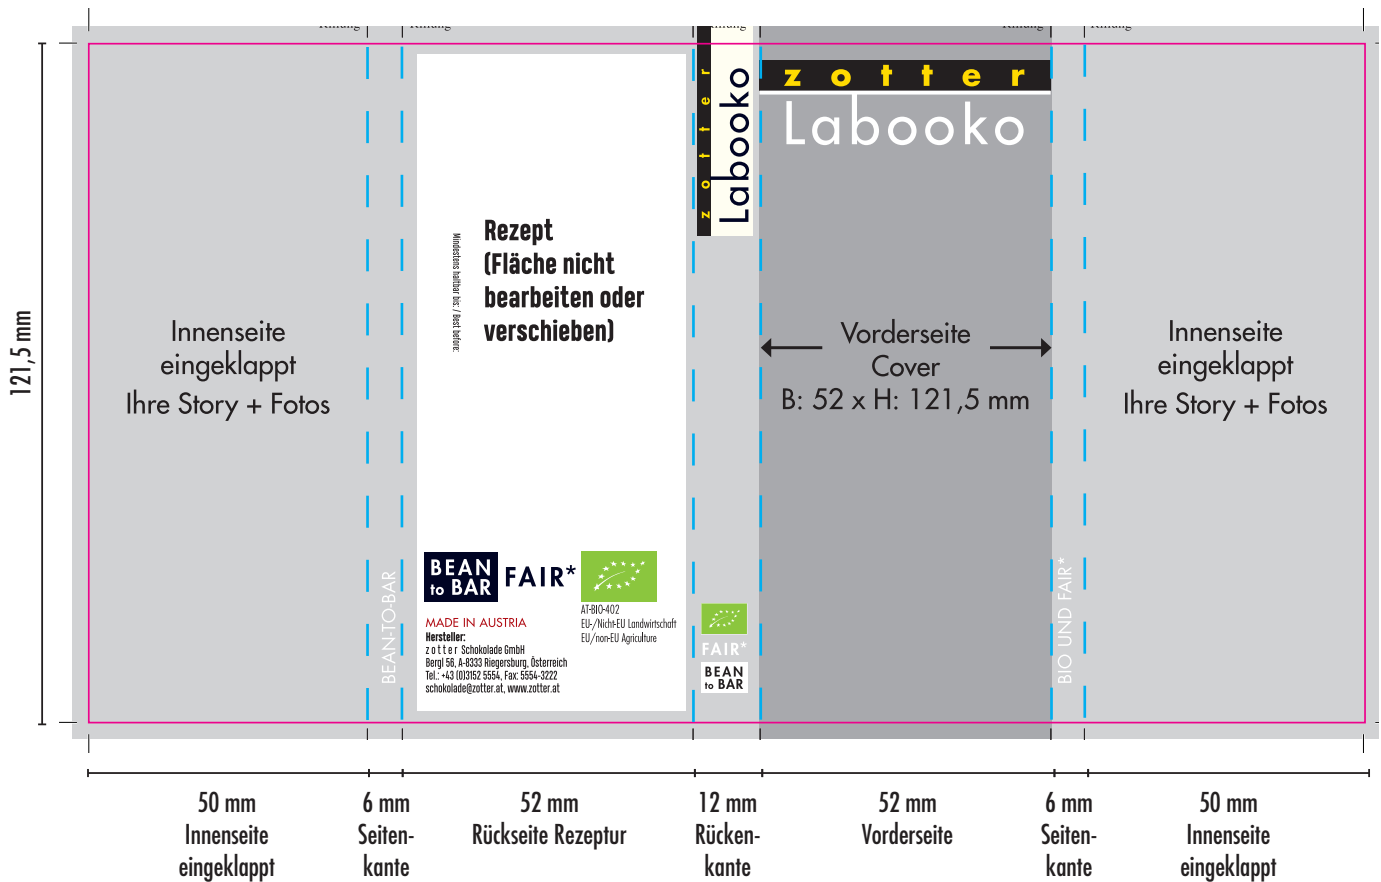 121,5 mm
Innenseite
eingeklappt
Ihre Story + Fotos
BEAN-TO-BAR
Mindestens haltbar bis: / Best before:
Rezept
(Fläche nicht
bearbeiten oder
verschieben)
BEAN
to BAR
FAIR*
MADE IN AUSTRIA
Hersteller:
zotter Schokolade GmbH
Bergl 56, A-8333 Riegersburg, Österreich
Tel.: +43 (0)3152 5554, Fax: 5554-3222
schokolade@zotter.at, www.zotter.at
AT-BIO-402
EU-/Nicht-EU Landwirtschaft
EU/non-EU Agriculture
zotter
Labooko
FAIR*
BEAN
to BAR
zotter
Labooko
Vorderseite
Cover
B: 52 x H: 121,5 mm
BIO UND FAIR*
Innenseite
eingeklappt
Ihre Story + Fotos
50 mm
Innenseite
eingeklappt
6 mm
Seiten-
kante
52 mm
Rückseite Rezeptur
12 mm
Rücken-
kante
52 mm
Vorderseite
6 mm
Seiten-
kante
50 mm
Innenseite
eingeklappt